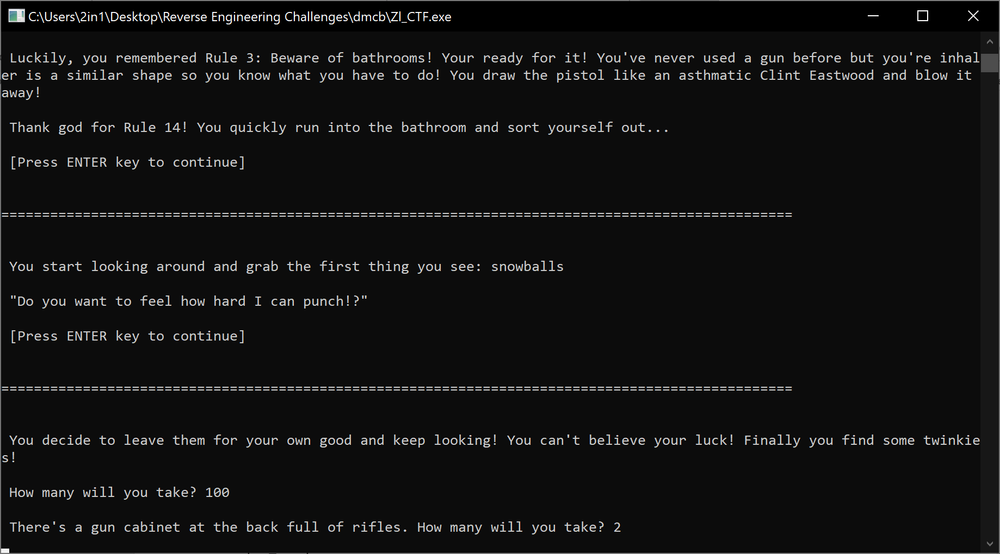 C:\Users\2in1\Desktop\Reverse Engineering Challenges\dmcb\Zl_CTF.exe
Luckily, you remembered Rule 3: Beware of bathrooms! Your ready for it! You've never used a gun before but you're inhal
er is a similar shape so you know what you have to do! You draw the pistol like an asthmatic Clint Eastwood and blow it
away!
Thank god for Rule 14! You quickly run into the bathroom and sort yourself out...
[Press ENTER key to continue]
=================================================================================================
You start looking around and grab the first thing you see: snowballs
"Do you want to feel how hard I can punch!?"
[Press ENTER key to continue]
=================================================================================================
You decide to leave them for your own good and keep looking! You can't believe your luck! Finally you find some twinkie
s!
How many will you take? 100
There's a gun cabinet at the back full of rifles. How many will you take? 2